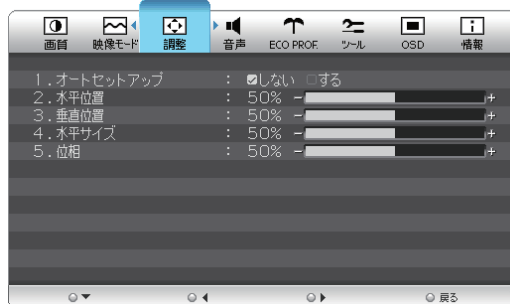 画質 映像モード 調整 音声 ECO PROF. ツール OSD 情報
1.オートセットアップ : しない する
2.水平位置 : 50% - +
3.垂直位置 : 50% - +
4.水平サイズ : 50% - +
5.位相 : 50% - +
戻る